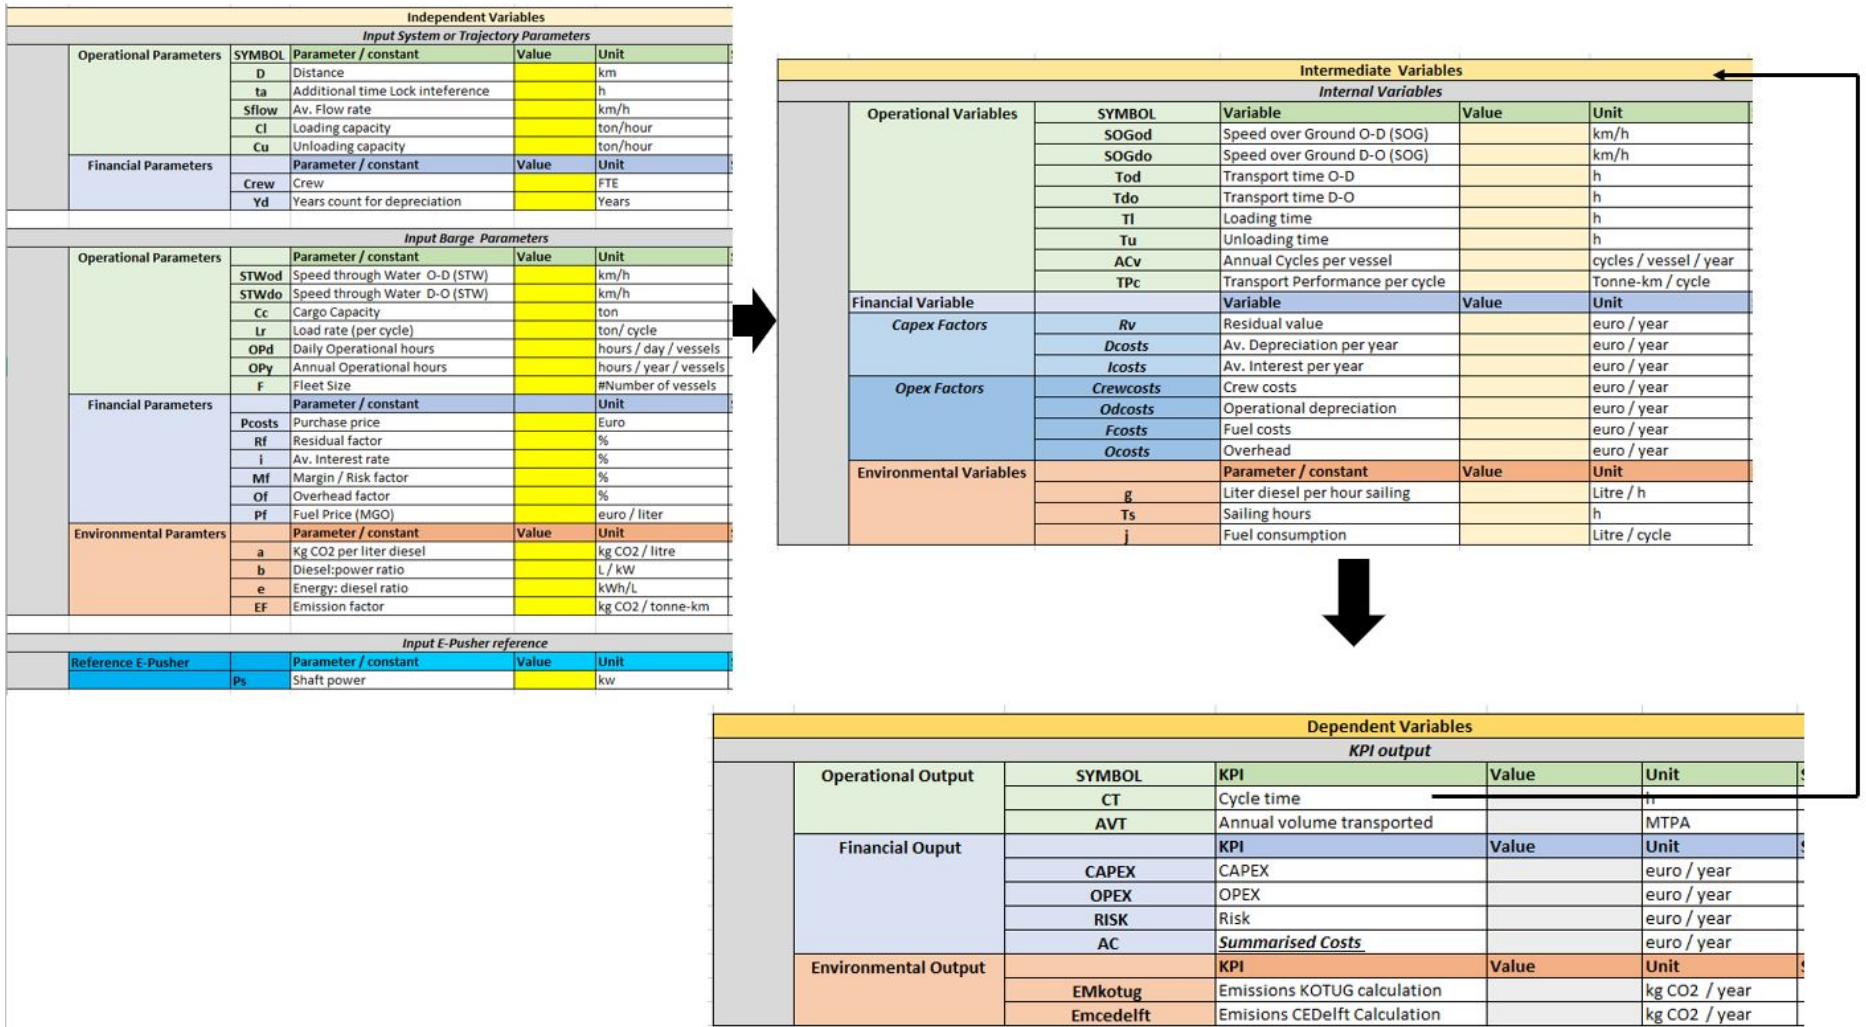 Independent Variables
Input System or Trajectory Parameters
Operational Parameters SYMBOL Parameter / constant Value Unit
D Distance km
ta Additional time Lock inteference h
Sflow Av. Flow rate km/h
Cl Loading capacity ton/hour
Cu Unloading capacity ton/hour
Financial Parameters Parameter / constant Value Unit
Crew Crew FTE
Yd Years count for depreciation Years
Input Barge Parameters
Operational Parameters Parameter / constant Value Unit
STWod Speed through Water O-D (STW) km/h
STWdo Speed through Water D-O (STW) km/h
Cc Cargo Capacity ton
Lr Load rate (per cycle) ton/ cycle
OPd Daily Operational hours hours / day / vessels
OPy Annual Operational hours hours / year / vessels
F Fleet Size #Number of vessels
Financial Parameters Parameter / constant Unit
Pcosts Purchase price Euro
Rf Residual factor %
i Av. Interest rate %
Mf Margin / Risk factor %
Of Overhead factor %
Pf Fuel Price (MGO) euro / liter
Environmental Paramters Parameter / constant Value Unit
a Kg CO2 per liter diesel kg CO2 / litre
b Diesel:power ratio L / kW
e Energy: diesel ratio kWh/L
EF Emission factor kg CO2 / tonne-km
Input E-Pusher reference
Reference E-Pusher Parameter / constant Value Unit
Ps Shaft power kw
Intermediate Variables
Internal Variables
Operational Variables SYMBOL Variable Value Unit
SOGod Speed over Ground O-D (SOG) km/h
SOGdo Speed over Ground D-O (SOG) km/h
Tod Transport time O-D h
Tdo Transport time D-O h
Tl Loading time h
Tu Unloading time h
ACv Annual Cycles per vessel cycles / vessel / year
TPc Transport Performance per cycle Tonne-km / cycle
Financial Variable Variable Value Unit
Capex Factors Rv Residual value euro / year
Dcosts Av. Depreciation per year euro / year
Icosts Av. Interest per year euro / year
Opex Factors Crewcosts Crew costs euro / year
Odcosts Operational depreciation euro / year
Fcosts Fuel costs euro / year
Ocosts Overhead euro / year
Environmental Variables Parameter / constant Value Unit
g Liter diesel per hour sailing Litre / h
Ts Sailing hours h
j Fuel consumption Litre / cycle
Dependent Variables
KPI output
Operational Output SYMBOL KPI Value Unit
CT Cycle time h
AVT Annual volume transported MTPA
Financial Ouput KPI Value Unit
CAPEX CAPEX euro / year
OPEX OPEX euro / year
RISK Risk euro / year
AC Summarised Costs euro / year
Environmental Output KPI Value Unit
EMkotug Emissions KOTUG calculation kg CO2 / year
Emcedelft Emisions CEDelft Calculation kg CO2 / year